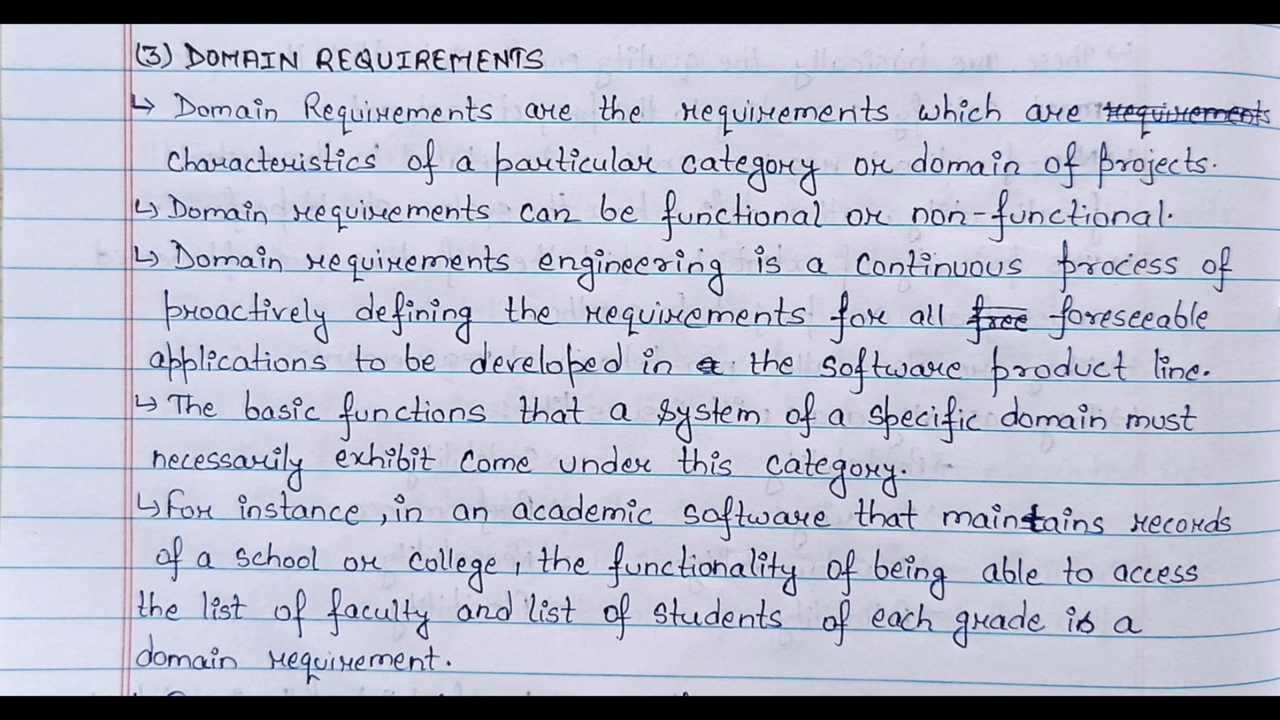 (3) DOMAIN REQUIREMENTS
↳ Domain Requirements are the requirements which are ~~requirements~~
characteristics of a particular category or domain of projects.
↳ Domain requirements can be functional or non-functional.
↳ Domain requirements engineering is a continuous process of
proactively defining the requirements for all ~~free~~ foreseeable
applications to be developed in ~~a~~ the software product line.
↳ The basic functions that a system of a specific domain must
necessarily exhibit come under this category.
↳ For instance, in an academic software that maintains records
of a school or college, the functionality of being able to access
the list of faculty and list of students of each grade is a
domain requirement.